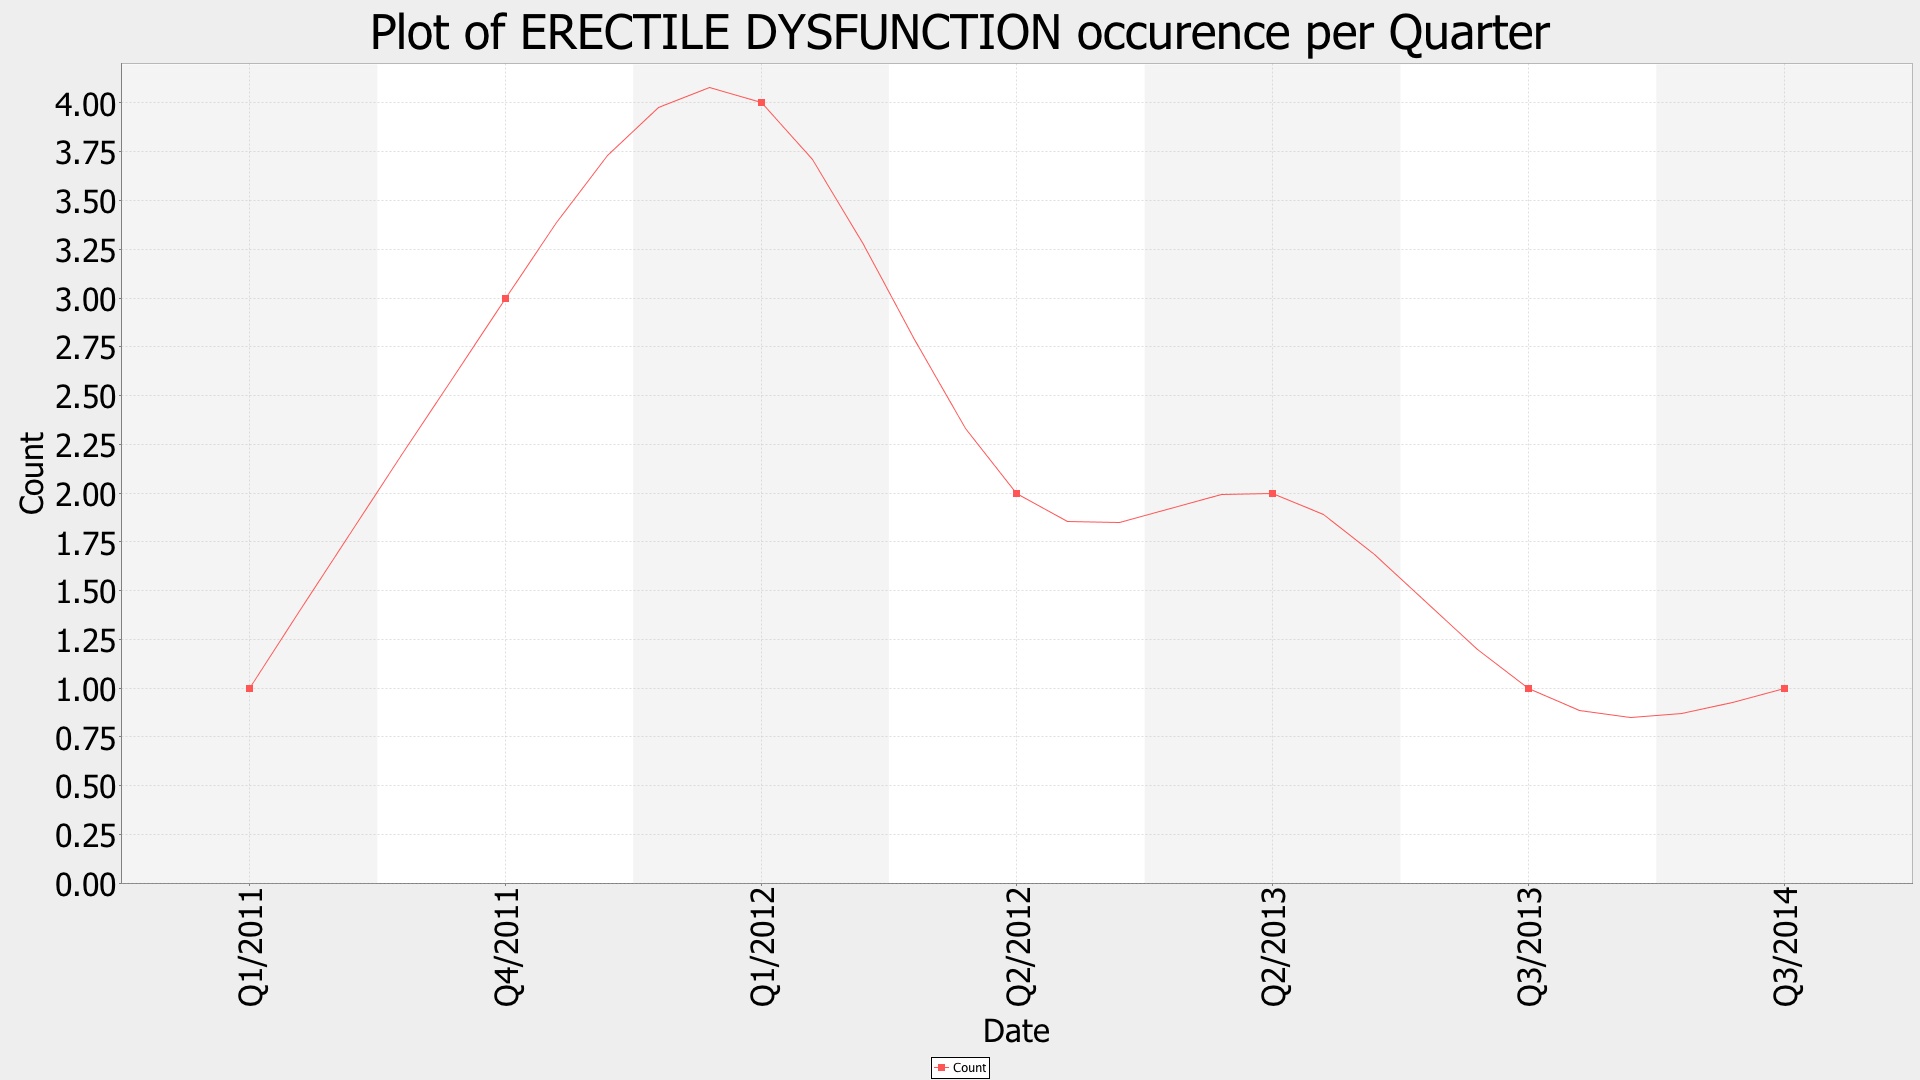 Plot of ERECTILE DYSFUNCTION occurence per Quarter
4.00
3.75
3.50
3.25
3.00
2.75
2.50
2.25
2.00
1.75
1.50
1.25
1.00
0.75
0.50
0.25
0.00
Count
Q1/2011
Q4/2011
Q1/2012
Q2/2012
Q2/2013
Q3/2013
Q3/2014
Date
Count